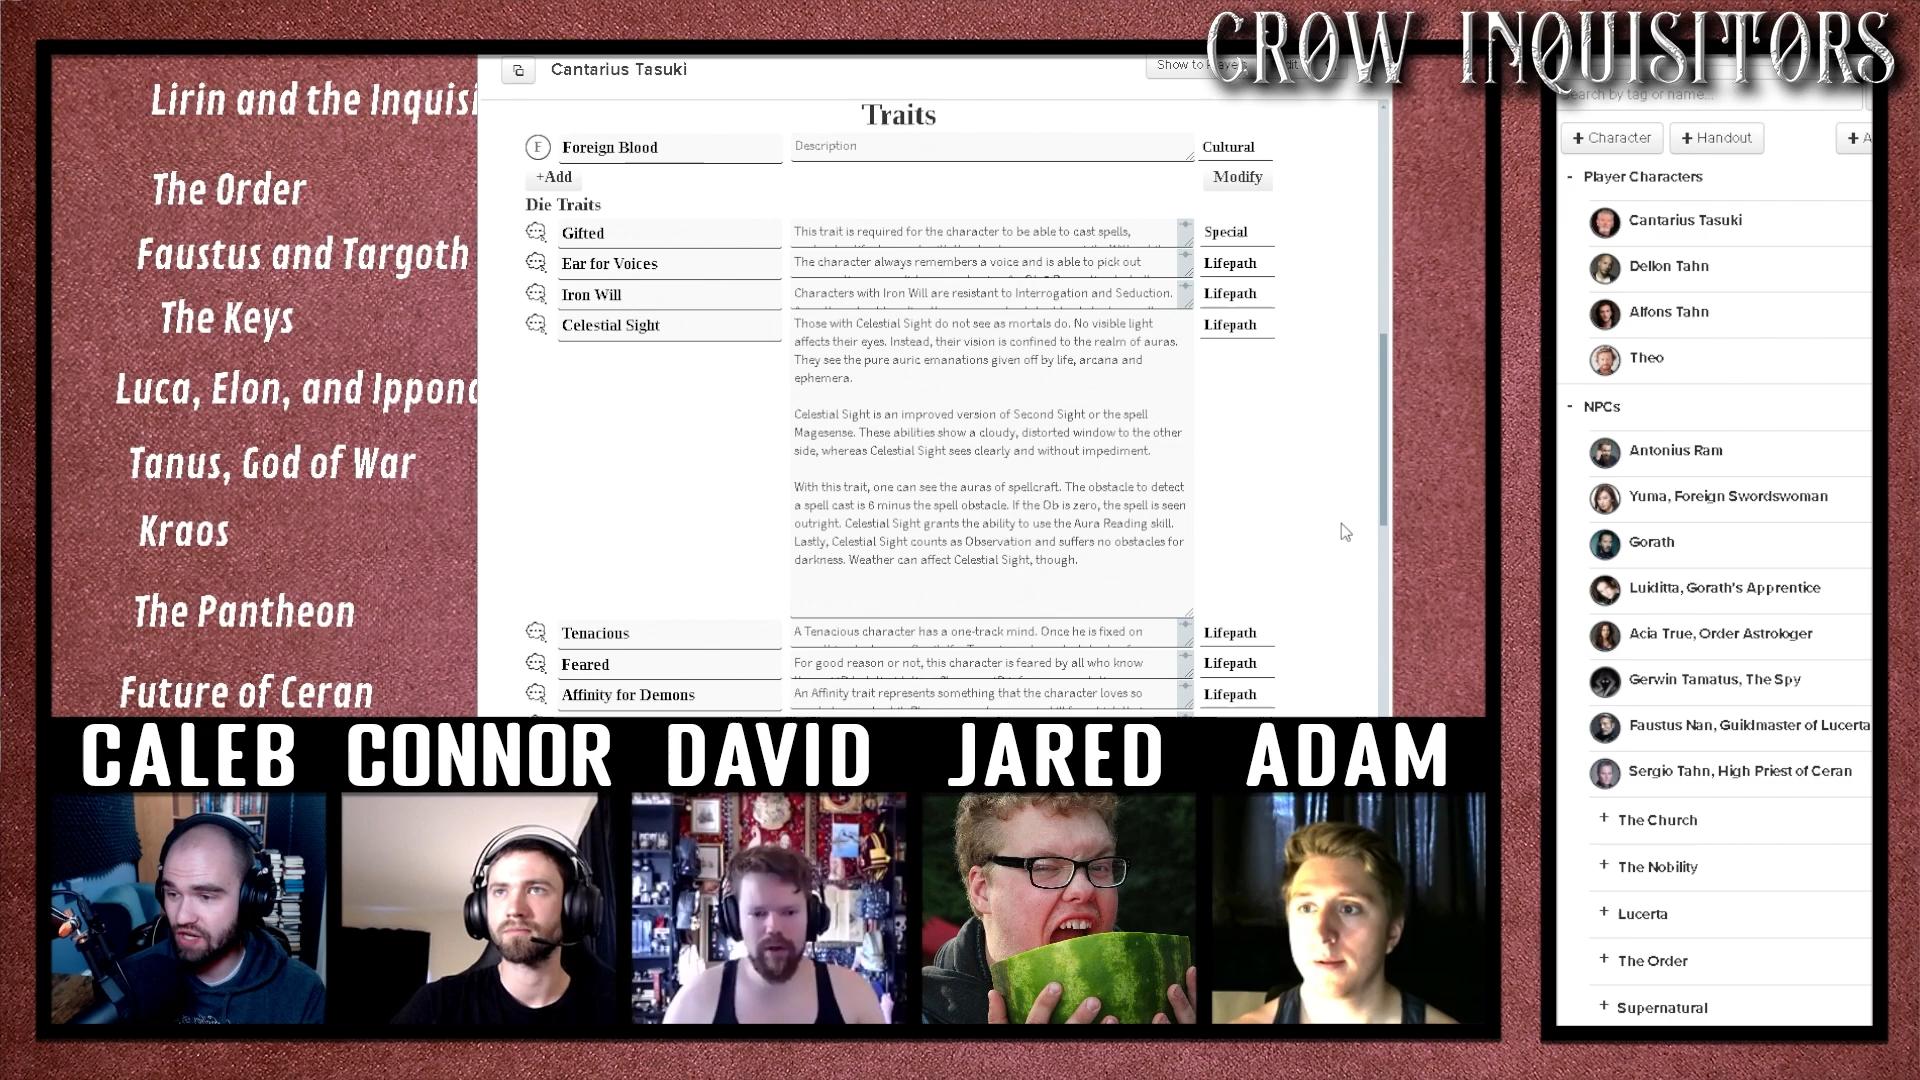 CROW INQUISITORS
Lirin and the Inquisi
The Order
Faustus and Targoth
The Keys
Luca, Elon, and Ippono
Tanus, God of War
Kraos
The Pantheon
Future of Ceran
Cantarius Tasuki
Show to
Traits
F
Foreign Blood
Description
Cultural
+Add
Modify
Die Traits
Gifted
This trait is required for the character to be able to cast spells,
Special
Ear for Voices
The character always remembers a voice and is able to pick out
Lifepath
Iron Will
Characters with Iron Will are resistant to Interrogation and Seduction.
Lifepath
Celestial Sight
Lifepath
Those with Celestial Sight do not see as mortals do. No visible light
affects their eyes. Instead, their vision is confined to the realm of auras.
They see the pure auric emanations given off by life, arcana and
ephemera.
Celestial Sight is an improved version of Second Sight or the spell
Magesense. These abilities show a cloudy, distorted window to the other
side, whereas Celestial Sight sees clearly and without impediment.
With this trait, one can see the auras of spellcraft. The obstacle to detect
a spell cast is 6 minus the spell obstacle. If the Ob is zero, the spell is seen
outright. Celestial Sight grants the ability to use the Aura Reading skill.
Lastly, Celestial Sight counts as Observation and suffers no obstacles for
darkness. Weather can affect Celestial Sight, though.
Tenacious
A Tenacious character has a one-track mind. Once he is fixed on
Lifepath
Feared
For good reason or not, this character is feared by all who know
Lifepath
Affinity for Demons
An Affinity trait represents something that the character loves so
Lifepath
Search by tag or name...
+ Character
+ Handout
+ A
- Player Characters
Cantarius Tasuki
Dellon Tahn
Alfons Tahn
Theo
- NPCs
Antonius Ram
Yuma, Foreign Swordswoman
Gorath
Luiditta, Gorath's Apprentice
Acia True, Order Astrologer
Gerwin Tamatus, The Spy
Faustus Nan, Guildmaster of Lucerta
Sergio Tahn, High Priest of Ceran
+ The Church
+ The Nobility
+ Lucerta
+ The Order
+ Supernatural
CALEB
CONNOR
DAVID
JARED
ADAM